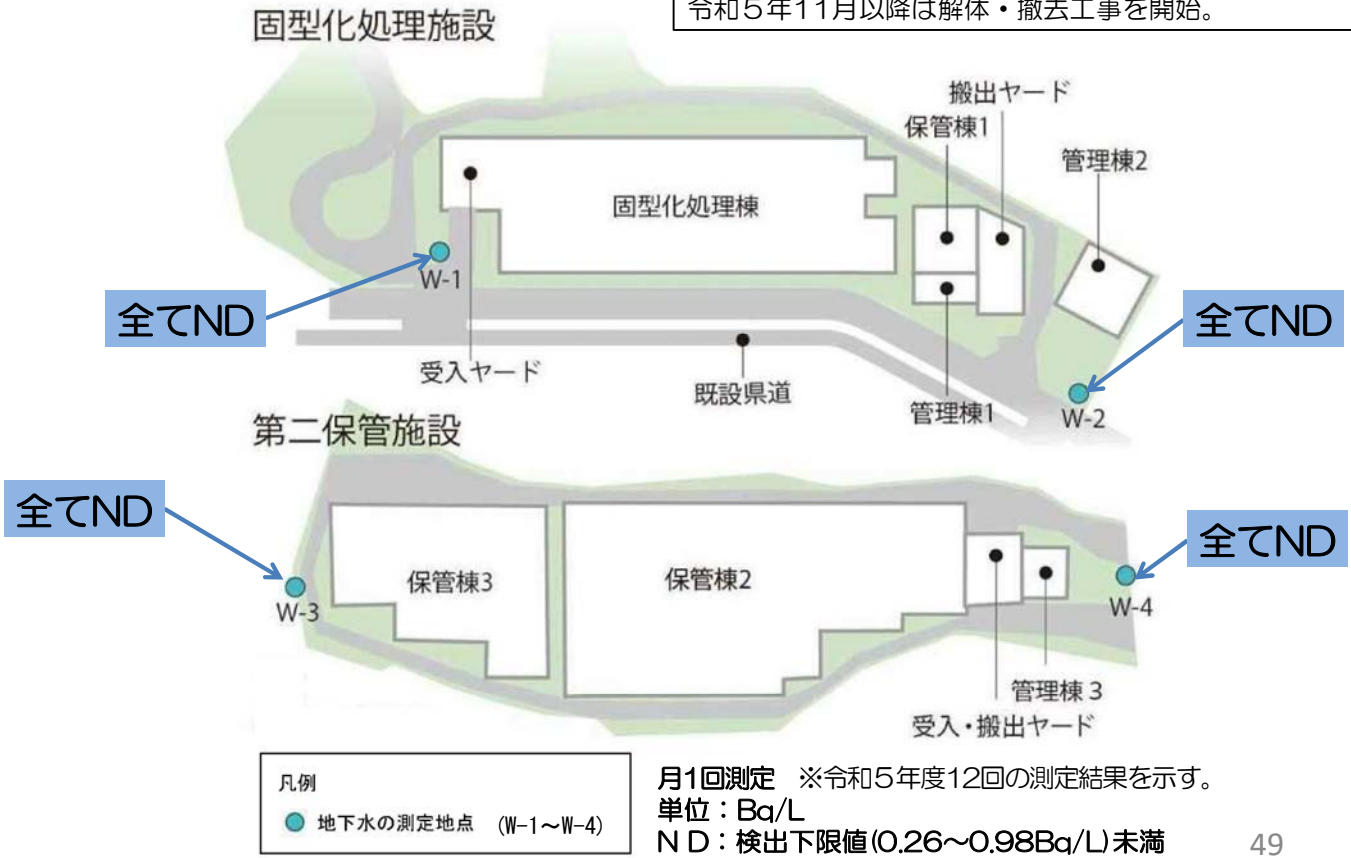 令和5年11月以降は解体・撤去工事を開始。
固型化処理施設
搬出ヤード
保管棟1
管理棟2
固型化処理棟
W-1
全てND
全てND
受入ヤード
既設県道
管理棟1
W-2
第二保管施設
全てND
全てND
保管棟3
保管棟2
W-3
W-4
管理棟 3
受入・搬出ヤード
凡例
地下水の測定地点 (W-1～W-4)
月1回測定 ※令和5年度12回の測定結果を示す。
単位：Bq/L
ND：検出下限値(0.26～0.98Bq/L)未満
49